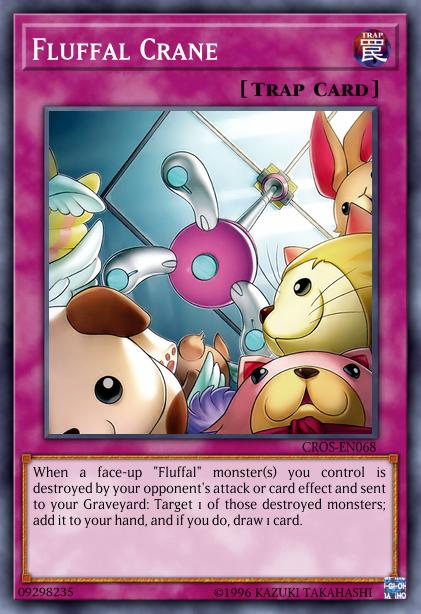 Fluffal Crane
TRAP
罠
[Trap Card]
CROS-EN068
When a face-up "Fluffal" monster(s) you control is
destroyed by your opponent's attack or card effect and sent
to your Graveyard: Target 1 of those destroyed monsters;
add it to your hand, and if you do, draw 1 card.
09298235
©1996 KAZUKI TAKAHASHI